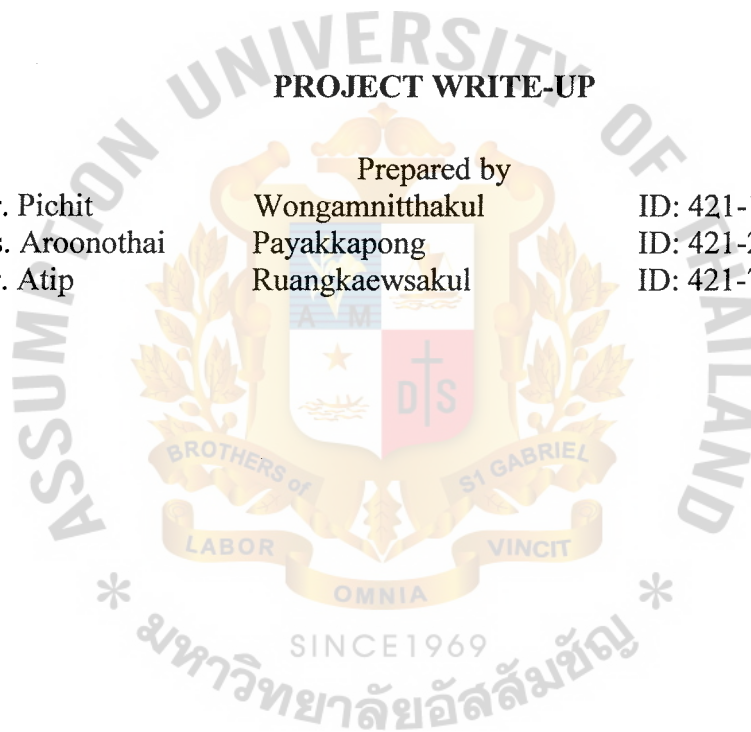 PROJECT WRITE-UP
Prepared by
r. Pichit Wongamnitthakul ID: 421-
s. Aroonothai Payakkapong ID: 421-2
r. Atip Ruangkaewsakul ID: 421-7
ASSUMPTION UNIVERSITY OF THAILAND
A M
D S
BROTHERS of ST GABRIEL
LABOR OMNIA VINCIT
SINCE1969
* มหาวิทยาลัยอัสสัมชัญ *